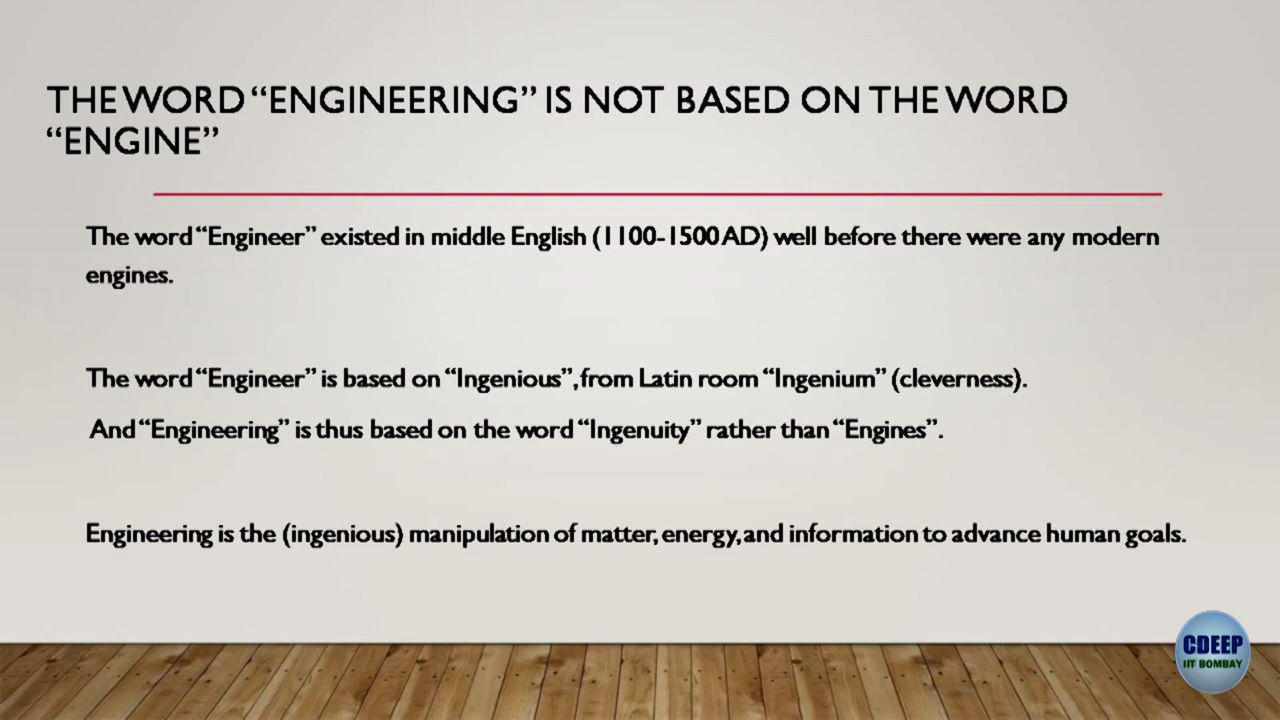 THE WORD “ENGINEERING” IS NOT BASED ON THE WORD
“ENGINE”
The word “Engineer” existed in middle English (1100-1500 AD) well before there were any modern
engines.
The word “Engineer” is based on “Ingenious”, from Latin room “Ingenium” (cleverness).
And “Engineering” is thus based on the word “Ingenuity” rather than “Engines”.
Engineering is the (ingenious) manipulation of matter, energy, and information to advance human goals.
CDEEP
IIT BOMBAY